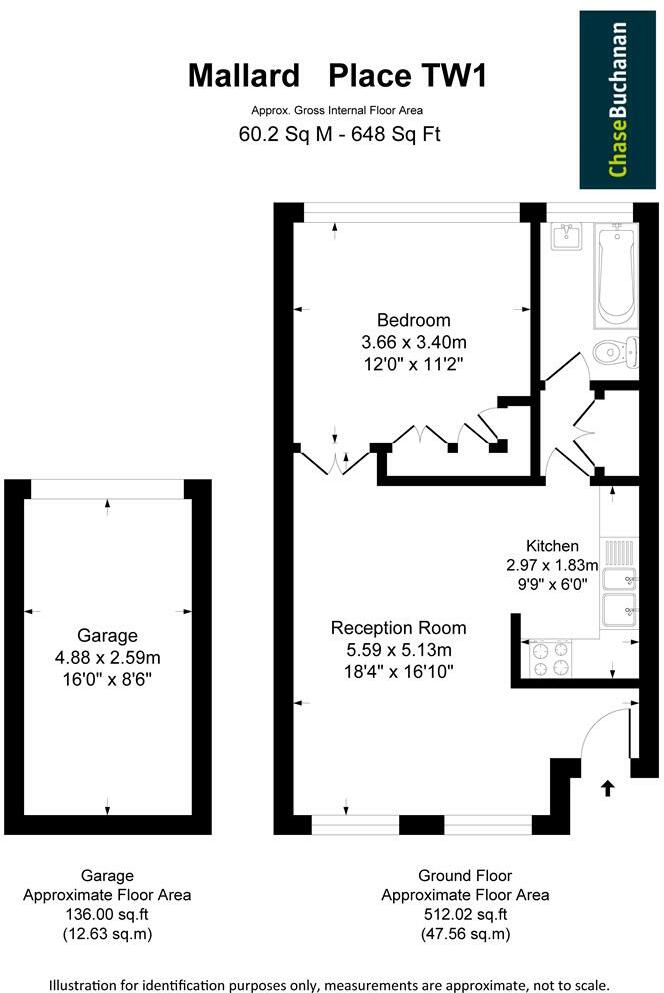 Mallard Place TW1
Approx. Gross Internal Floor Area
60.2 Sq M - 648 Sq Ft
ChaseBuchanan
Bedroom
3.66 x 3.40m
12'0" x 11'2"
Kitchen
2.97 x 1.83m
9'9" x 6'0"
Reception Room
5.59 x 5.13m
18'4" x 16'10"
Garage
4.88 x 2.59m
16'0" x 8'6"
Garage
Approximate Floor Area
136.00 sq.ft
(12.63 sq.m)
Ground Floor
Approximate Floor Area
512.02 sq.ft
(47.56 sq.m)
Illustration for identification purposes only, measurements are approximate, not to scale.